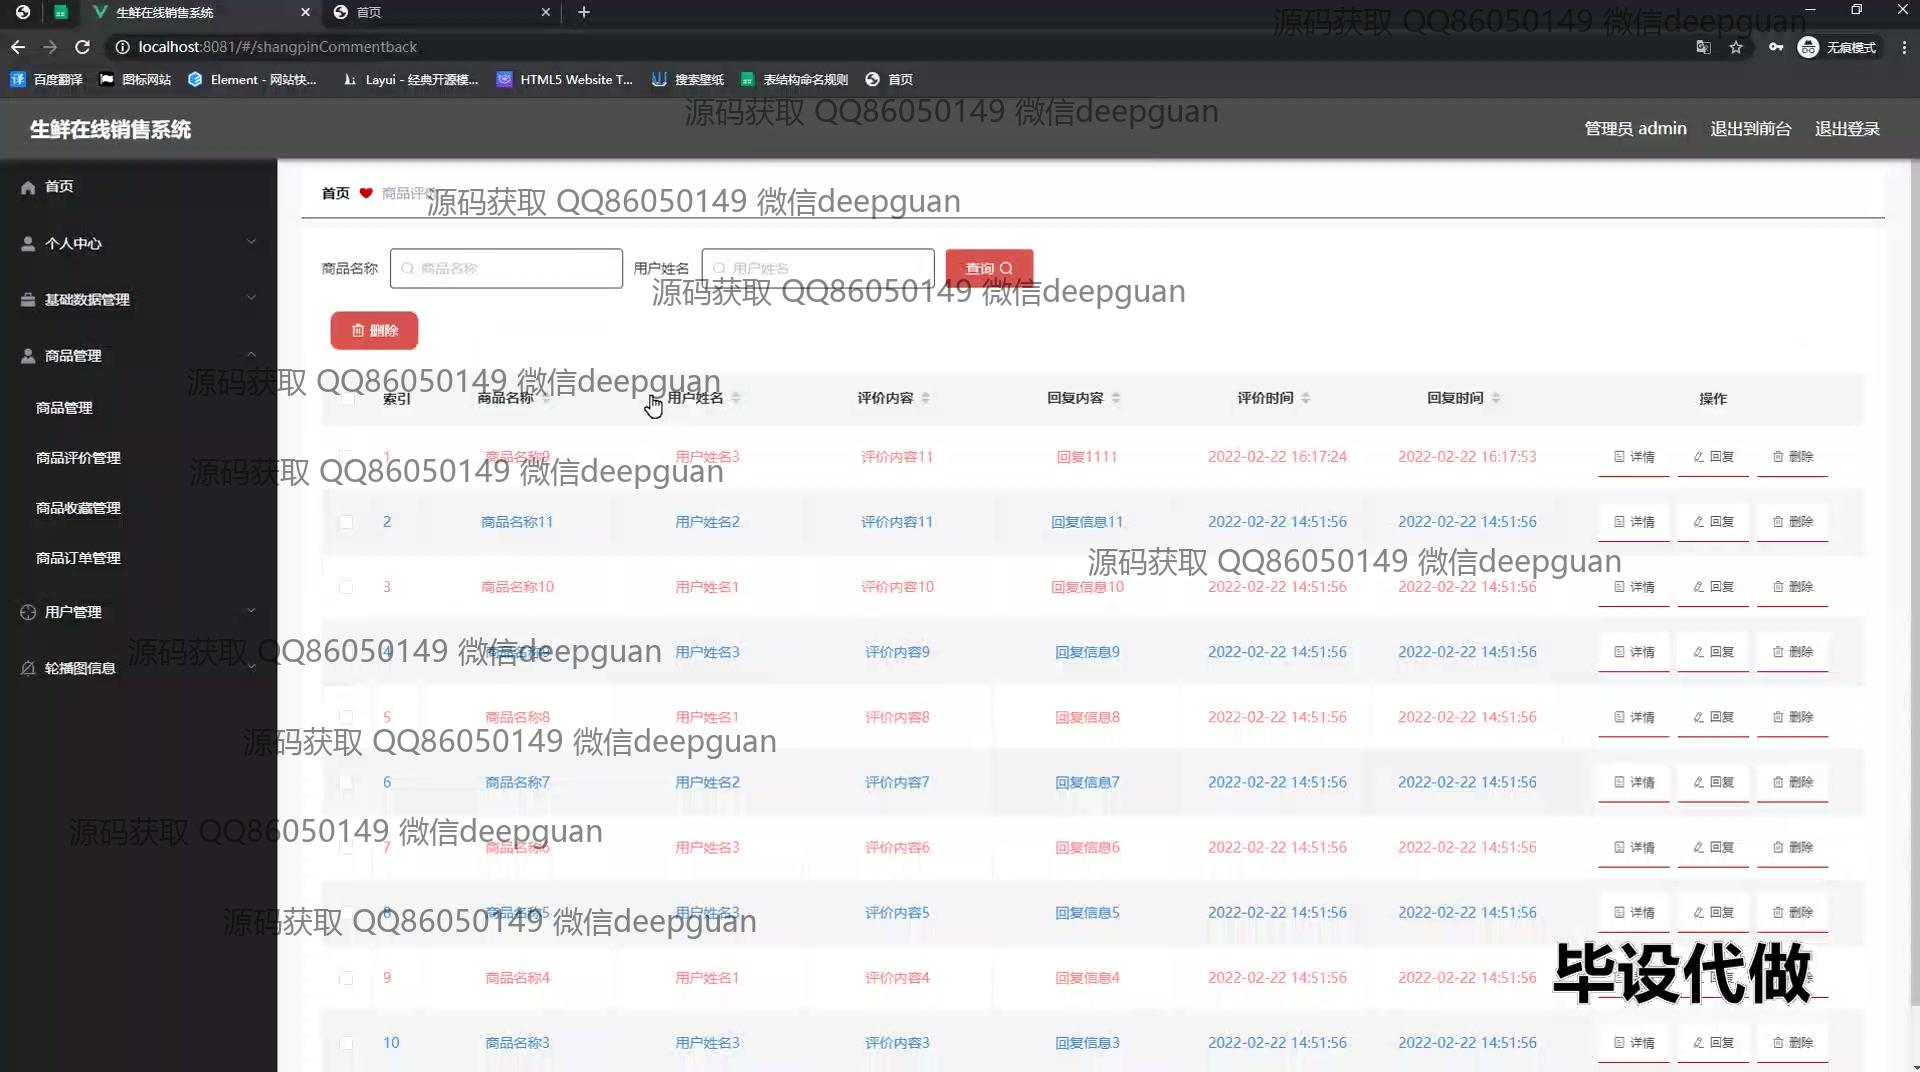 生鲜在线销售系统
首页
源码获取 QQ86050149 微信deepguan
localhost:8081/#/shangpinCommentback
无痕模式
百度翻译
图标网站
Element - 网站快...
Layui - 经典开源模...
HTML5 Website T...
搜索壁纸
表结构命名规则
首页
源码获取 QQ86050149 微信deepguan
生鲜在线销售系统
管理员 admin 退出到前台 退出登录
首页
个人中心
基础数据管理
商品管理
商品管理
商品评价管理
商品收藏管理
商品订单管理
用户管理
轮播图信息
首页 商品评价
源码获取 QQ86050149 微信deepguan
商品名称 商品名称 用户姓名 用户姓名 查询
源码获取 QQ86050149 微信deepguan
删除
源码获取 QQ86050149 微信deepguan
索引 商品名称 用户姓名 评价内容 回复内容 评价时间 回复时间 操作
1 商品名称9 用户姓名3 评价内容11 回复1111 2022-02-22 16:17:24 2022-02-22 16:17:53 详情 回复 删除
源码获取 QQ86050149 微信deepguan
2 商品名称11 用户姓名2 评价内容11 回复信息11 2022-02-22 14:51:56 2022-02-22 14:51:56 详情 回复 删除
源码获取 QQ86050149 微信deepguan
3 商品名称10 用户姓名1 评价内容10 回复信息10 2022-02-22 14:51:56 2022-02-22 14:51:56 详情 回复 删除
4 商品名称9 用户姓名3 评价内容9 回复信息9 2022-02-22 14:51:56 2022-02-22 14:51:56 详情 回复 删除
源码获取 QQ86050149 微信deepguan
5 商品名称8 用户姓名1 评价内容8 回复信息8 2022-02-22 14:51:56 2022-02-22 14:51:56 详情 回复 删除
源码获取 QQ86050149 微信deepguan
6 商品名称7 用户姓名2 评价内容7 回复信息7 2022-02-22 14:51:56 2022-02-22 14:51:56 详情 回复 删除
源码获取 QQ86050149 微信deepguan
7 商品名称6 用户姓名3 评价内容6 回复信息6 2022-02-22 14:51:56 2022-02-22 14:51:56 详情 回复 删除
8 商品名称5 用户姓名3 评价内容5 回复信息5 2022-02-22 14:51:56 2022-02-22 14:51:56 详情 回复 删除
源码获取 QQ86050149 微信deepguan
9 商品名称4 用户姓名1 评价内容4 回复信息4 2022-02-22 14:51:56 2022-02-22 14:51:56
毕设代做
10 商品名称3 用户姓名3 评价内容3 回复信息3 2022-02-22 14:51:56 2022-02-22 14:51:56 详情 回复 删除